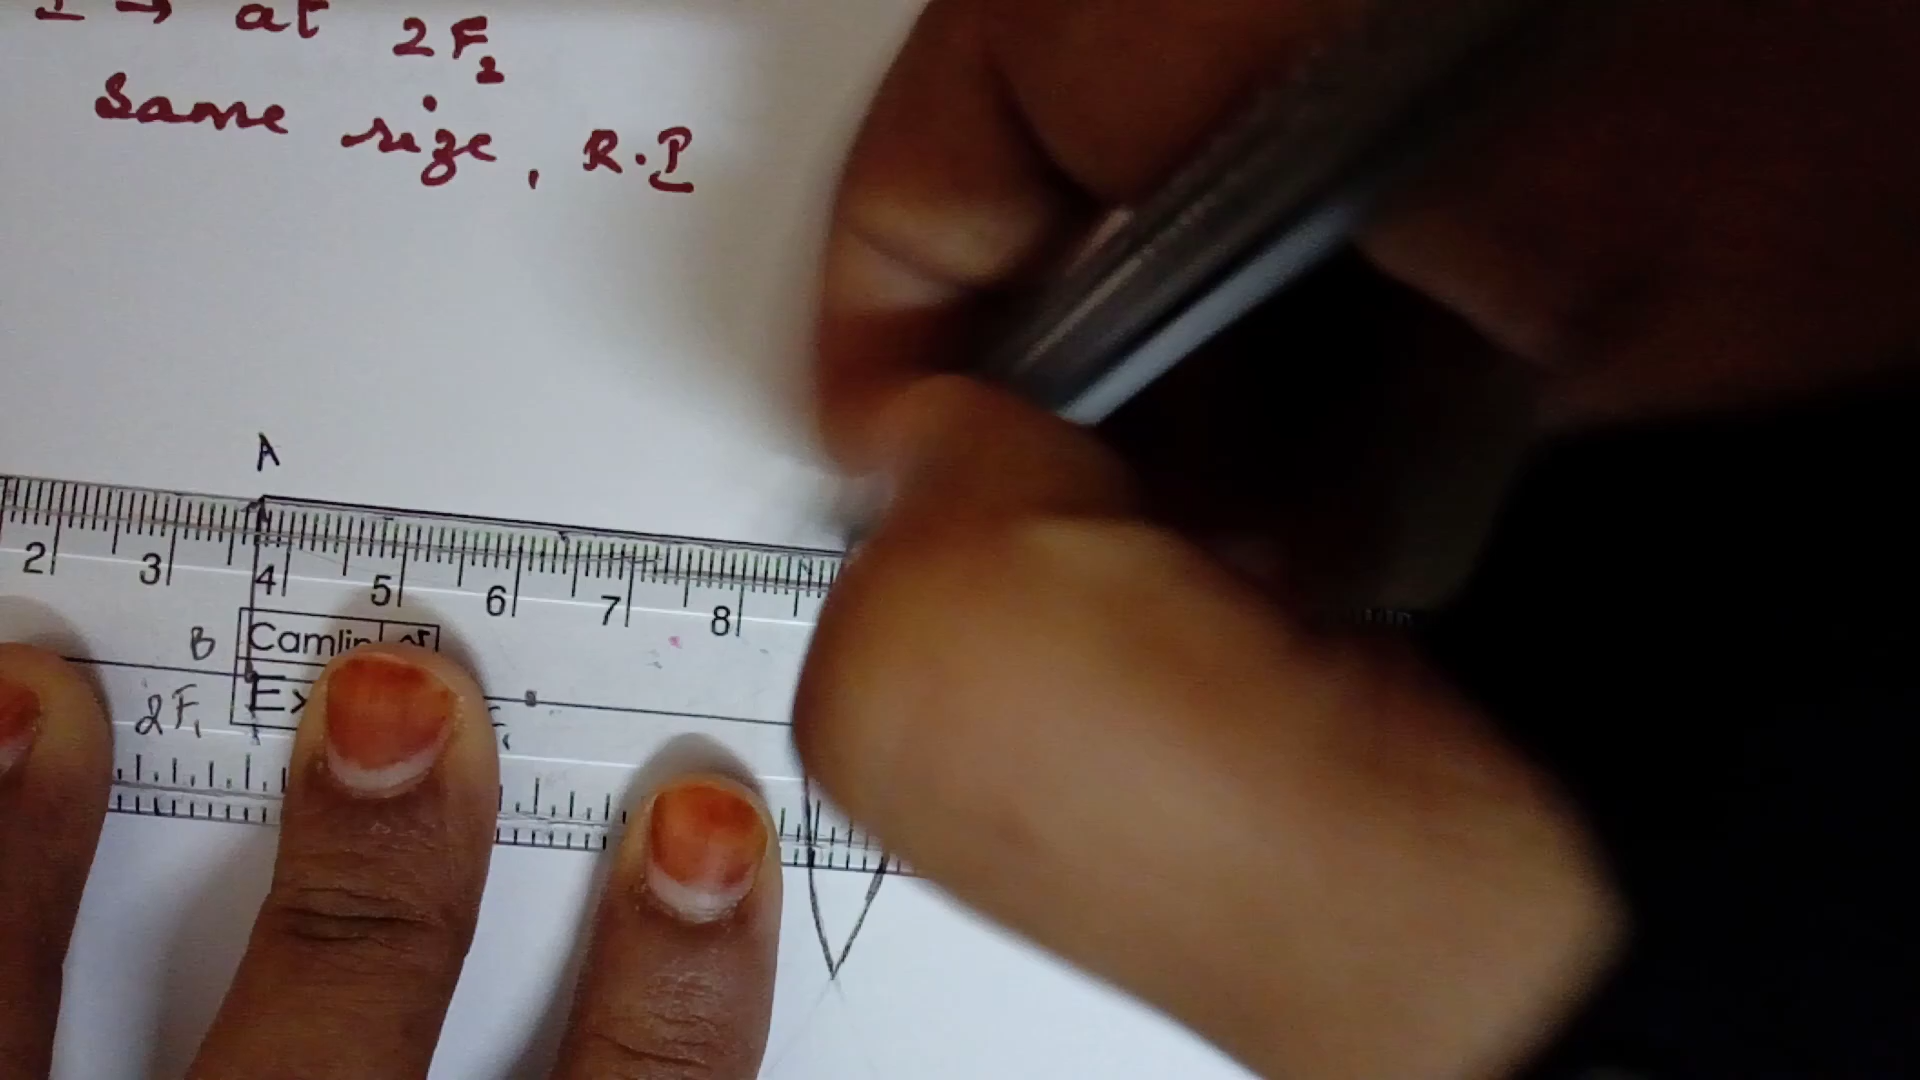 I → at 2F₂
Same size, R.I
A
2 3 4 5 6 7 8
B
Camlin
2F₁